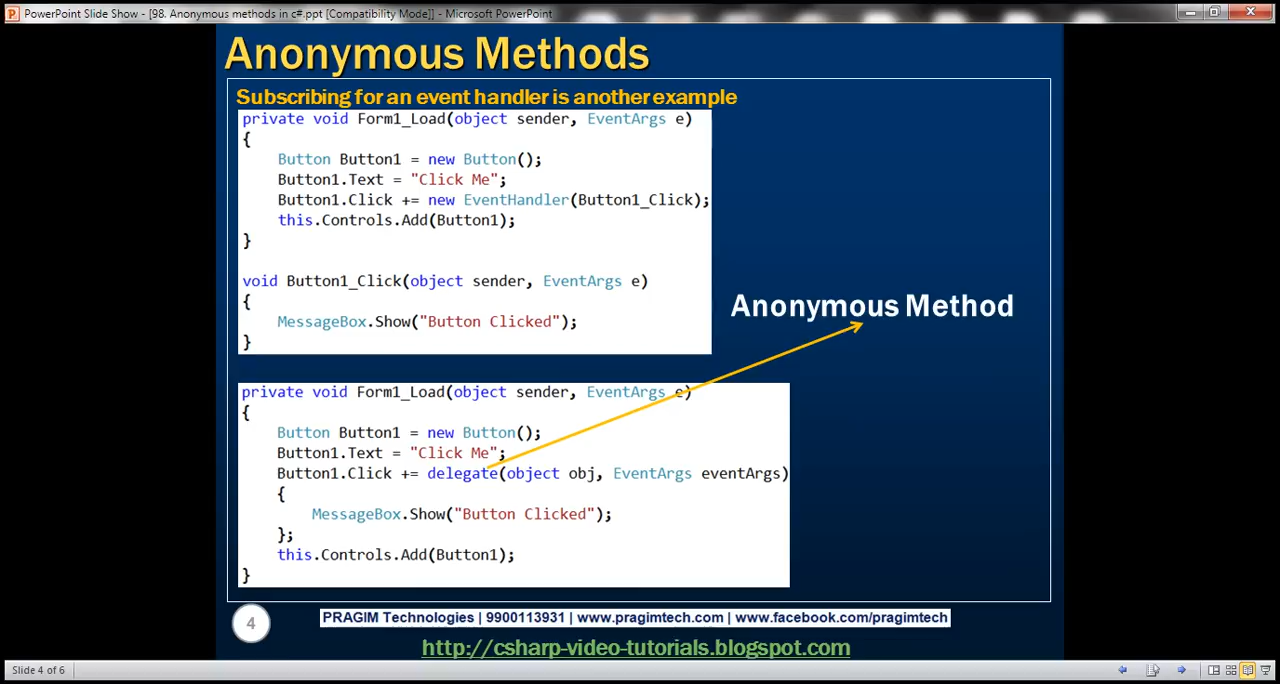 PowerPoint Slide Show - [98. Anonymous methods in c#.ppt [Compatibility Mode]] - Microsoft PowerPoint
Anonymous Methods
Subscribing for an event handler is another example
private void Form1_Load(object sender, EventArgs e)
{
    Button Button1 = new Button();
    Button1.Text = "Click Me";
    Button1.Click += new EventHandler(Button1_Click);
    this.Controls.Add(Button1);
}
void Button1_Click(object sender, EventArgs e)
{
    MessageBox.Show("Button Clicked");
}
Anonymous Method
private void Form1_Load(object sender, EventArgs e)
{
    Button Button1 = new Button();
    Button1.Text = "Click Me";
    Button1.Click += delegate(object obj, EventArgs eventArgs)
    {
        MessageBox.Show("Button Clicked");
    };
    this.Controls.Add(Button1);
}
4
PRAGIM Technologies | 9900113931 | www.pragimtech.com | www.facebook.com/pragimtech
http://csharp-video-tutorials.blogspot.com
Slide 4 of 6